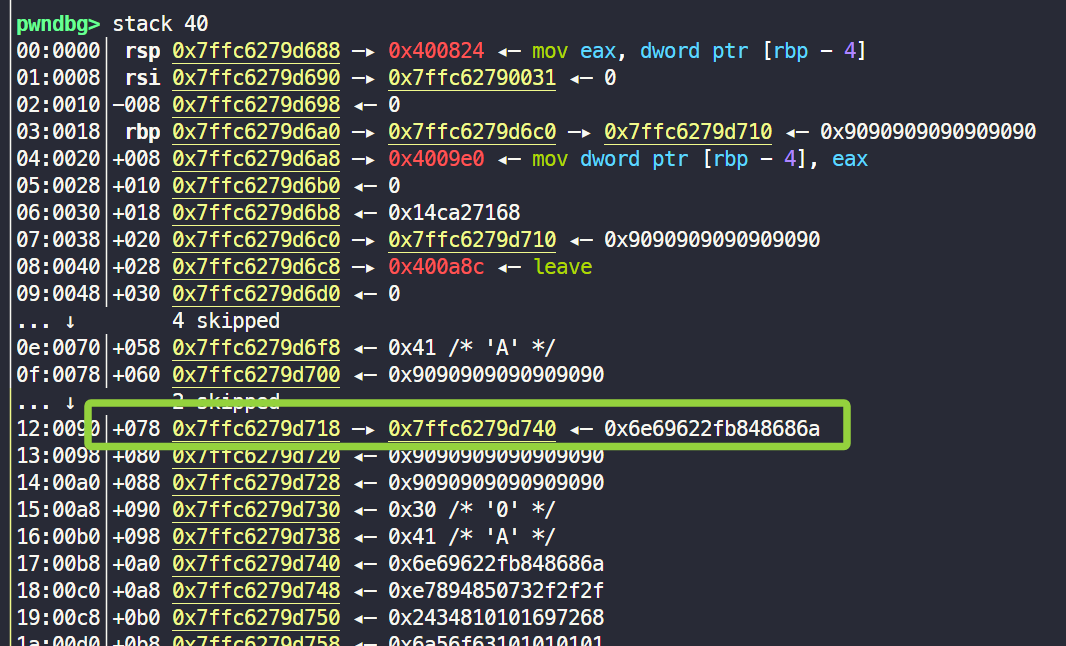 pwndbg> stack 40
00:0000│ rsp 0x7ffc6279d688 —▸ 0x400824 ◂— mov eax, dword ptr [rbp - 4]
01:0008│ rsi 0x7ffc6279d690 —▸ 0x7ffc62790031 ◂— 0
02:0010│-008 0x7ffc6279d698 ◂— 0
03:0018│ rbp 0x7ffc6279d6a0 —▸ 0x7ffc6279d6c0 —▸ 0x7ffc6279d710 ◂— 0x9090909090909090
04:0020│+008 0x7ffc6279d6a8 —▸ 0x4009e0 ◂— mov dword ptr [rbp - 4], eax
05:0028│+010 0x7ffc6279d6b0 ◂— 0
06:0030│+018 0x7ffc6279d6b8 ◂— 0x14ca27168
07:0038│+020 0x7ffc6279d6c0 —▸ 0x7ffc6279d710 ◂— 0x9090909090909090
08:0040│+028 0x7ffc6279d6c8 —▸ 0x400a8c ◂— leave
09:0048│+030 0x7ffc6279d6d0 ◂— 0
... ↓ 4 skipped
0e:0070│+058 0x7ffc6279d6f8 ◂— 0x41 /* 'A' */
0f:0078│+060 0x7ffc6279d700 ◂— 0x9090909090909090
... ↓ 2 skipped
12:0090│+078 0x7ffc6279d718 —▸ 0x7ffc6279d740 ◂— 0x6e69622fb848686a
13:0098│+080 0x7ffc6279d720 ◂— 0x9090909090909090
14:00a0│+088 0x7ffc6279d728 ◂— 0x9090909090909090
15:00a8│+090 0x7ffc6279d730 ◂— 0x30 /* '0' */
16:00b0│+098 0x7ffc6279d738 ◂— 0x41 /* 'A' */
17:00b8│+0a0 0x7ffc6279d740 ◂— 0x6e69622fb848686a
18:00c0│+0a8 0x7ffc6279d748 ◂— 0xe7894850732f2f2f
19:00c8│+0b0 0x7ffc6279d750 ◂— 0x2434810101697268
1a:00d0│+0b8 0x7ffc6279d758 ◂— 0x6a56f63101010101